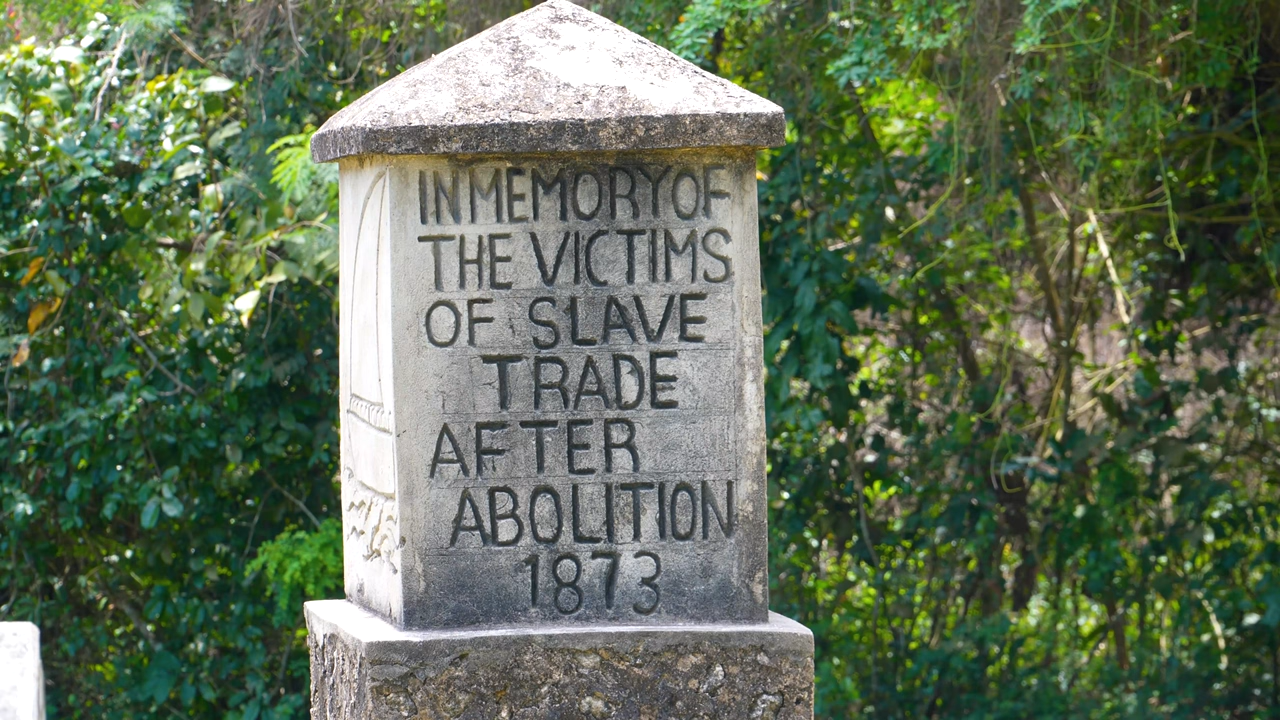 IN MEMORY OF
THE VICTIMS
OF SLAVE
TRADE
AFTER
ABOLITION
1873